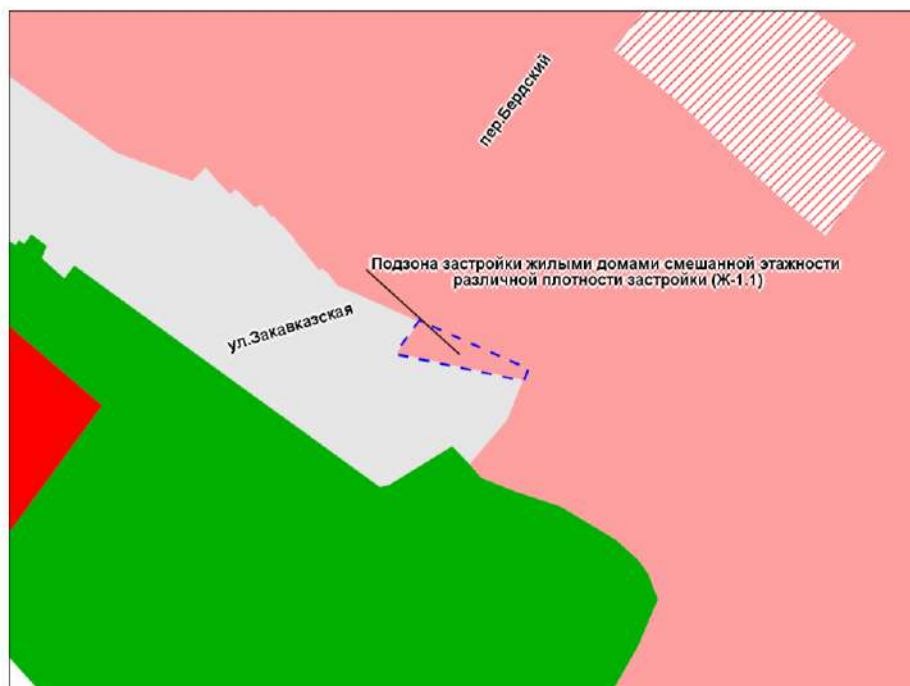 пер.Бердский
Подзона застройки жилыми домами смешанной этажности
различной плотности застройки (Ж-1.1)
ул.Закавказская